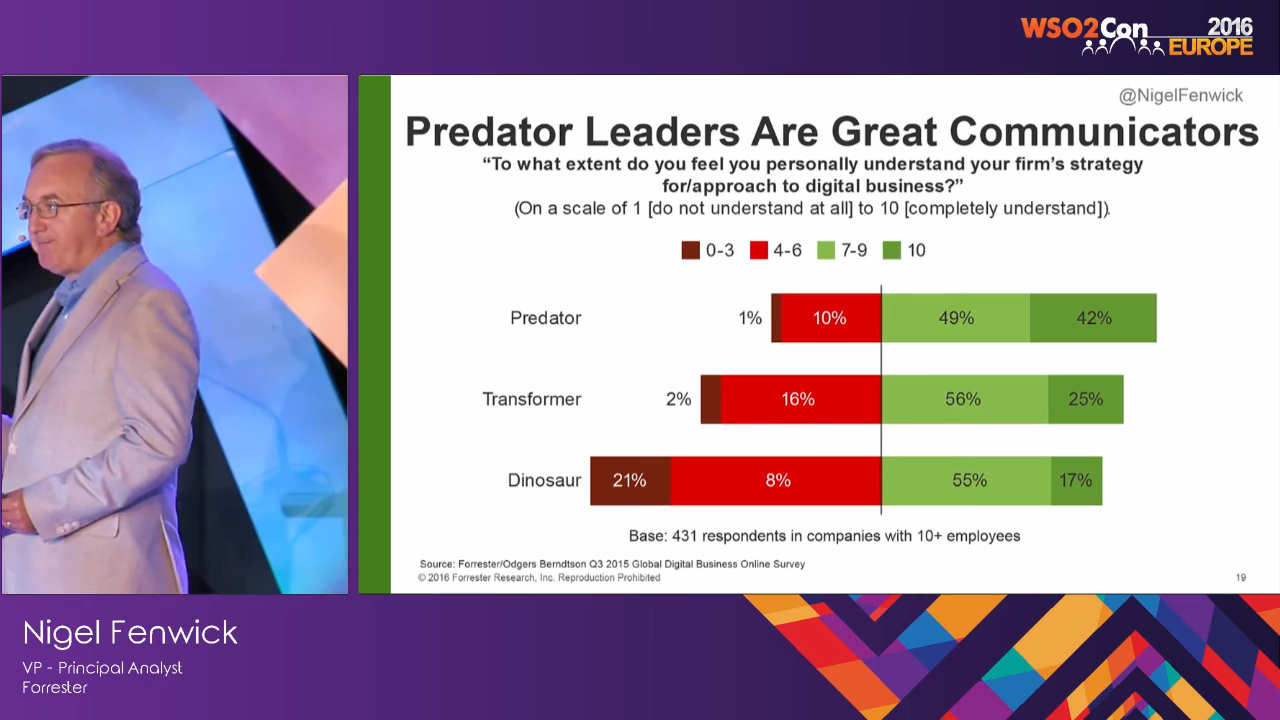 WSO2Con 2016
EUROPE
@NigelFenwick
Predator Leaders Are Great Communicators
“To what extent do you feel you personally understand your firm’s strategy
for/approach to digital business?”
(On a scale of 1 [do not understand at all] to 10 [completely understand]).
0-3 4-6 7-9 10
Predator 1% 10% 49% 42%
Transformer 2% 16% 56% 25%
Dinosaur 21% 8% 55% 17%
Base: 431 respondents in companies with 10+ employees
Source: Forrester/Odgers Berndtson Q3 2015 Global Digital Business Online Survey
© 2016 Forrester Research, Inc. Reproduction Prohibited 19
Nigel Fenwick
VP - Principal Analyst
Forrester